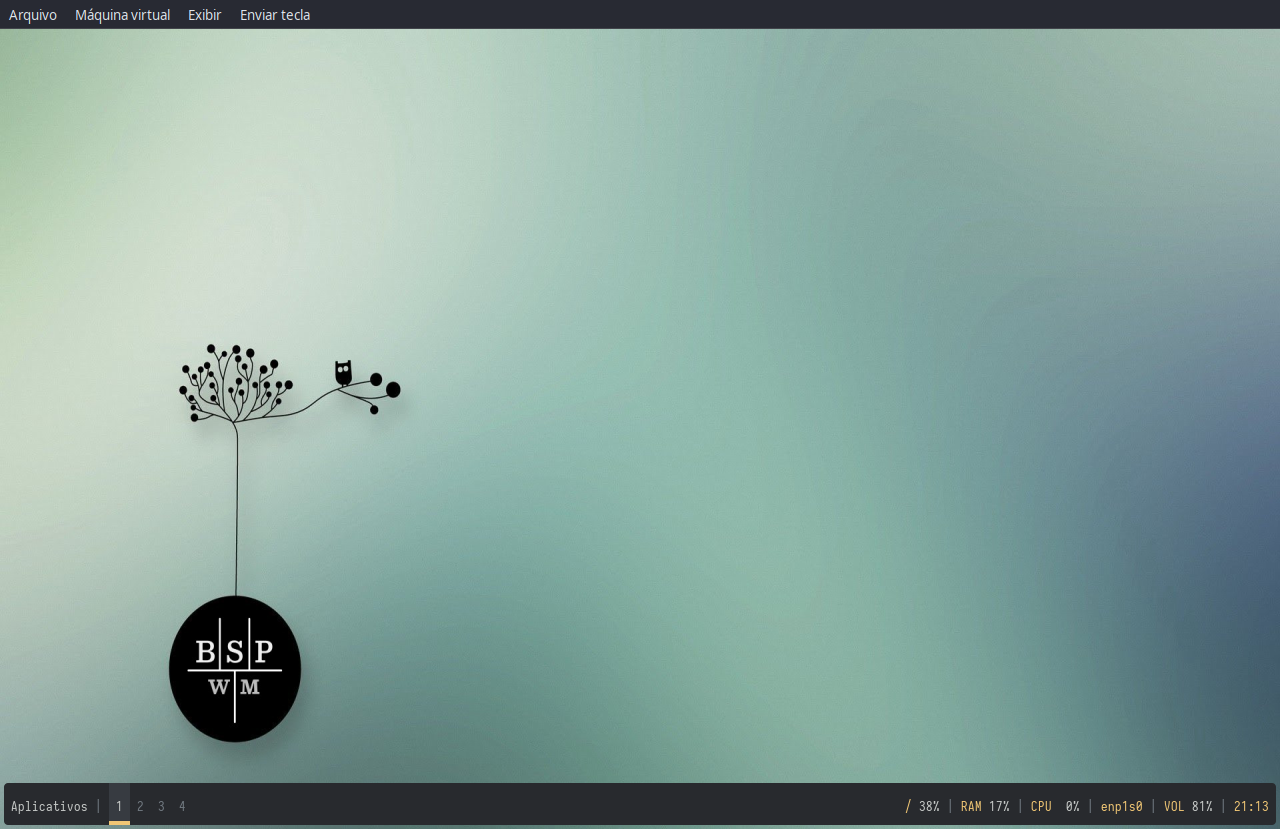 Arquivo Máquina virtual Exibir Enviar tecla
B S P
W M
Aplicativos | 1 2 3 4 / 38% | RAM 17% | CPU 0% | enp1s0 | VOL 81% | 21:13